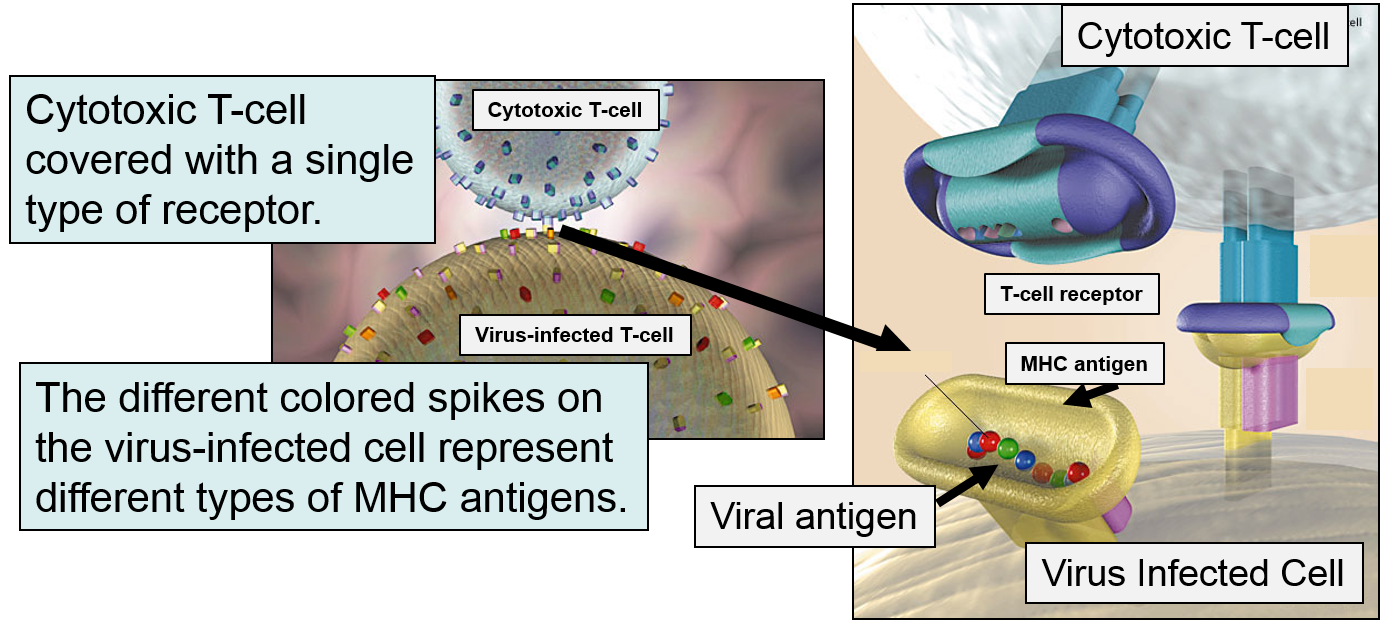 Cytotoxic T-cell
covered with a single
type of receptor.
Cytotoxic T-cell
Virus-infected T-cell
The different colored spikes on
the virus-infected cell represent
different types of MHC antigens.
Cytotoxic T-cell
ell
T-cell receptor
MHC antigen
Viral antigen
Virus Infected Cell